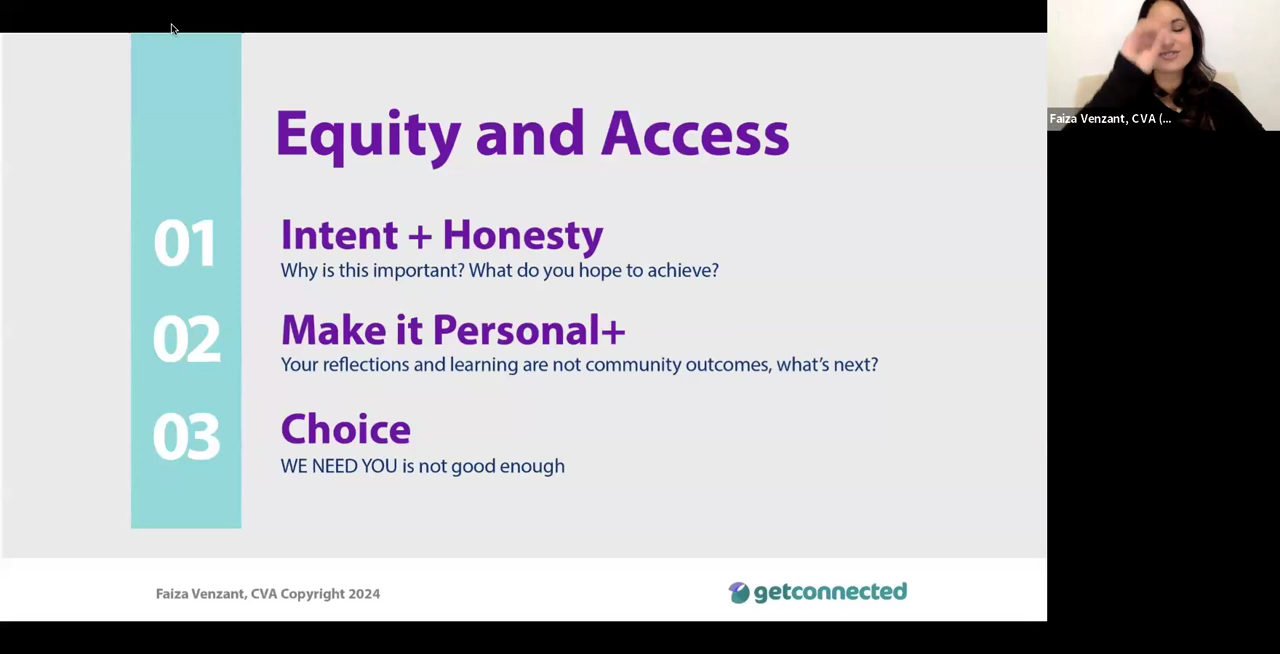 Equity and Access
01
Intent + Honesty
Why is this important? What do you hope to achieve?
02
Make it Personal+
Your reflections and learning are not community outcomes, what's next?
03
Choice
WE NEED YOU is not good enough
Faiza Venzant, CVA Copyright 2024
getconnected
Faiza Venzant, CVA (...